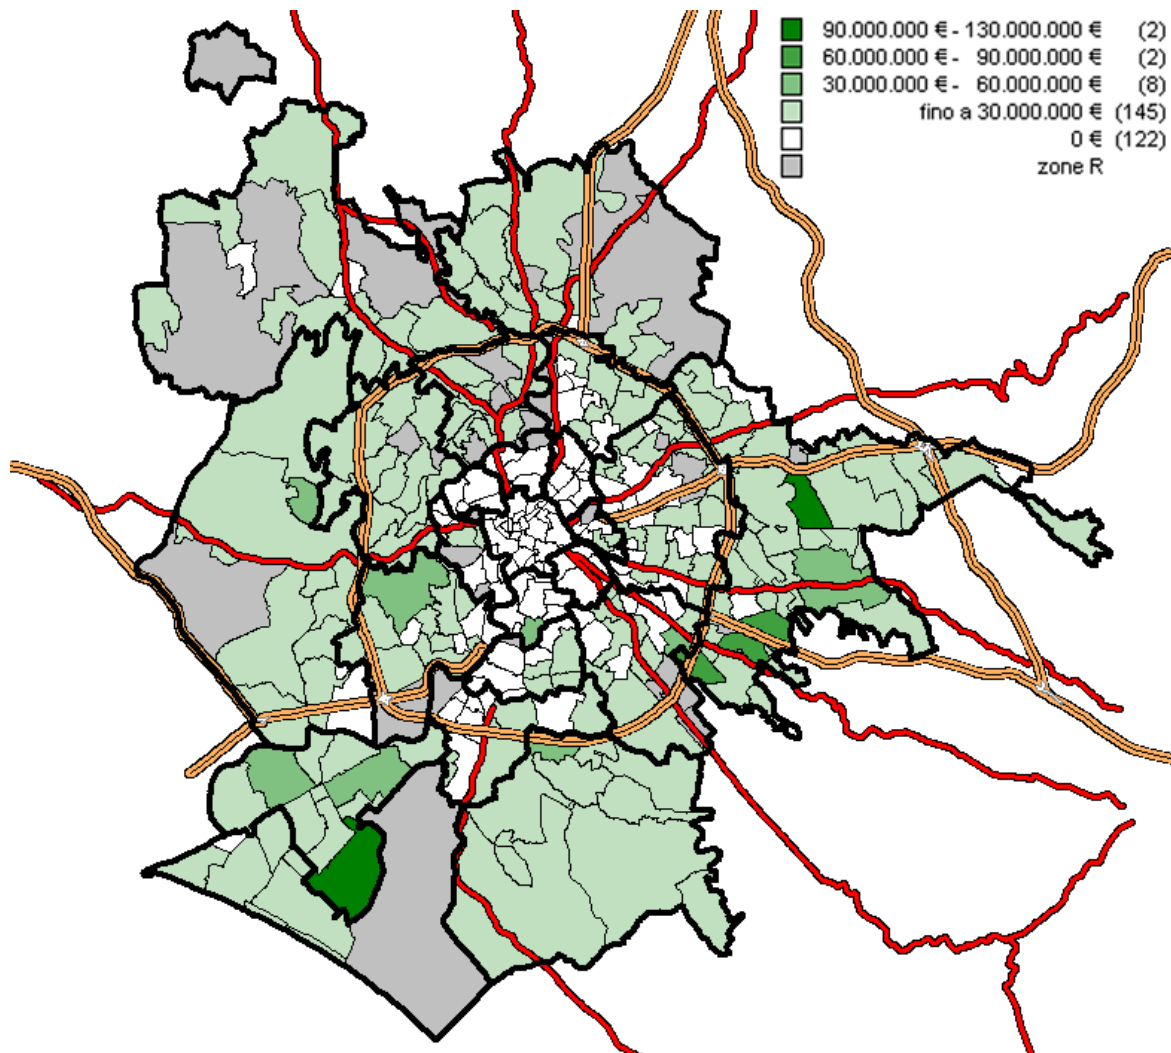 90.000.000 € - 130.000.000 € (2)
60.000.000 € - 90.000.000 € (2)
30.000.000 € - 60.000.000 € (8)
fino a 30.000.000 € (145)
0 € (122)
zone R